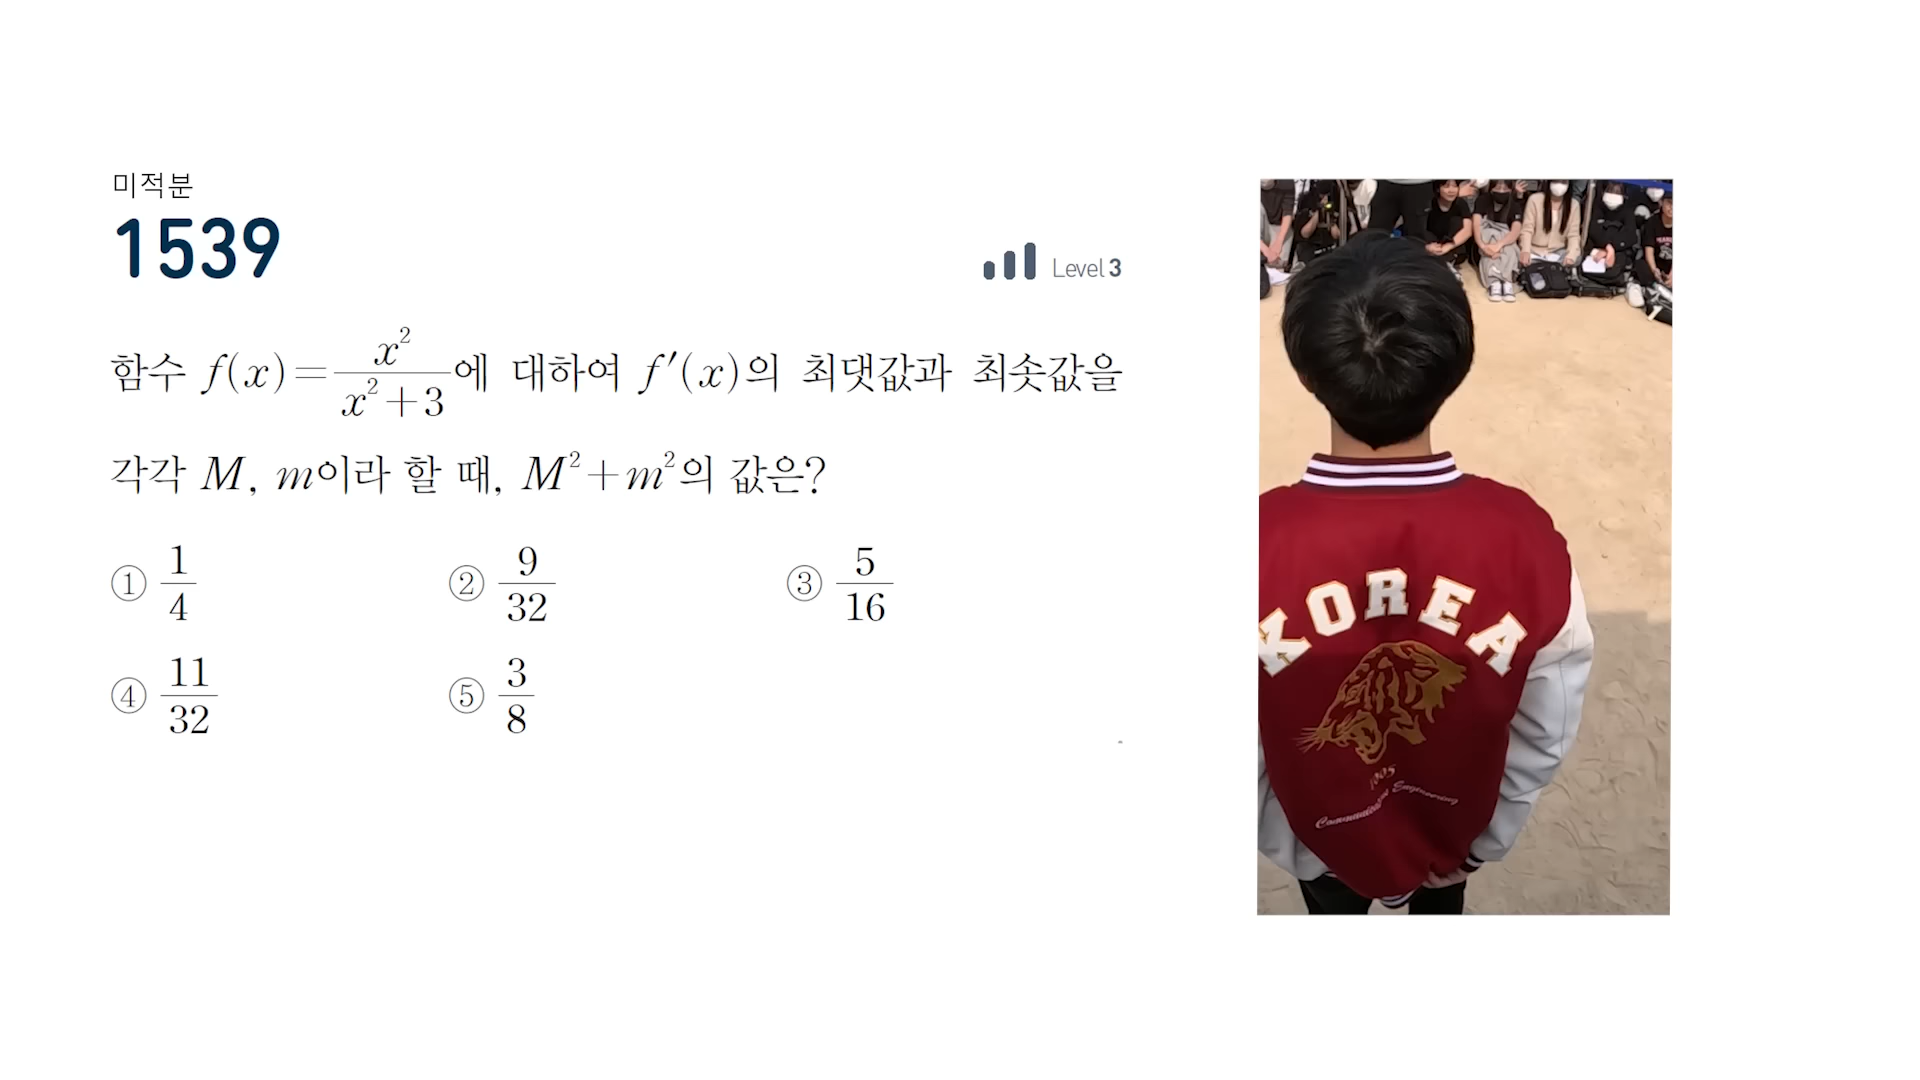 미적분
1539
Level 3
함수 f(x)=x²/(x²+3)에 대하여 f′(x)의 최댓값과 최솟값을
각각 M, m이라 할 때, M²+m²의 값은?
① 1/4 ② 9/32 ③ 5/16
④ 11/32 ⑤ 3/8
KOREA
1905
Engineering